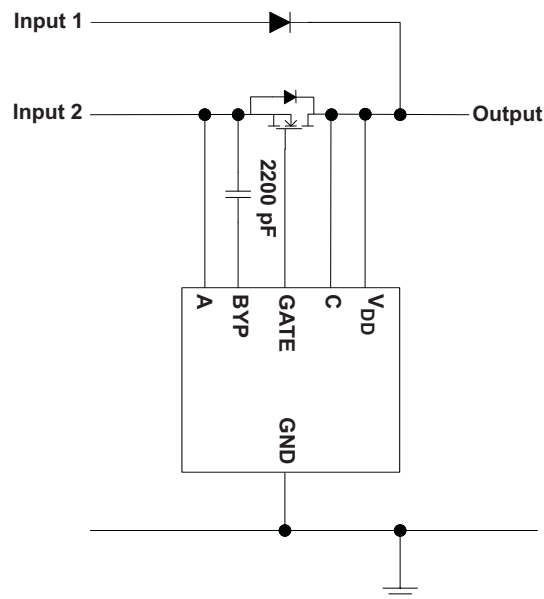 Input 1
Input 2
Output
2200 pF
A
BYP
GATE
C
VDD
GND